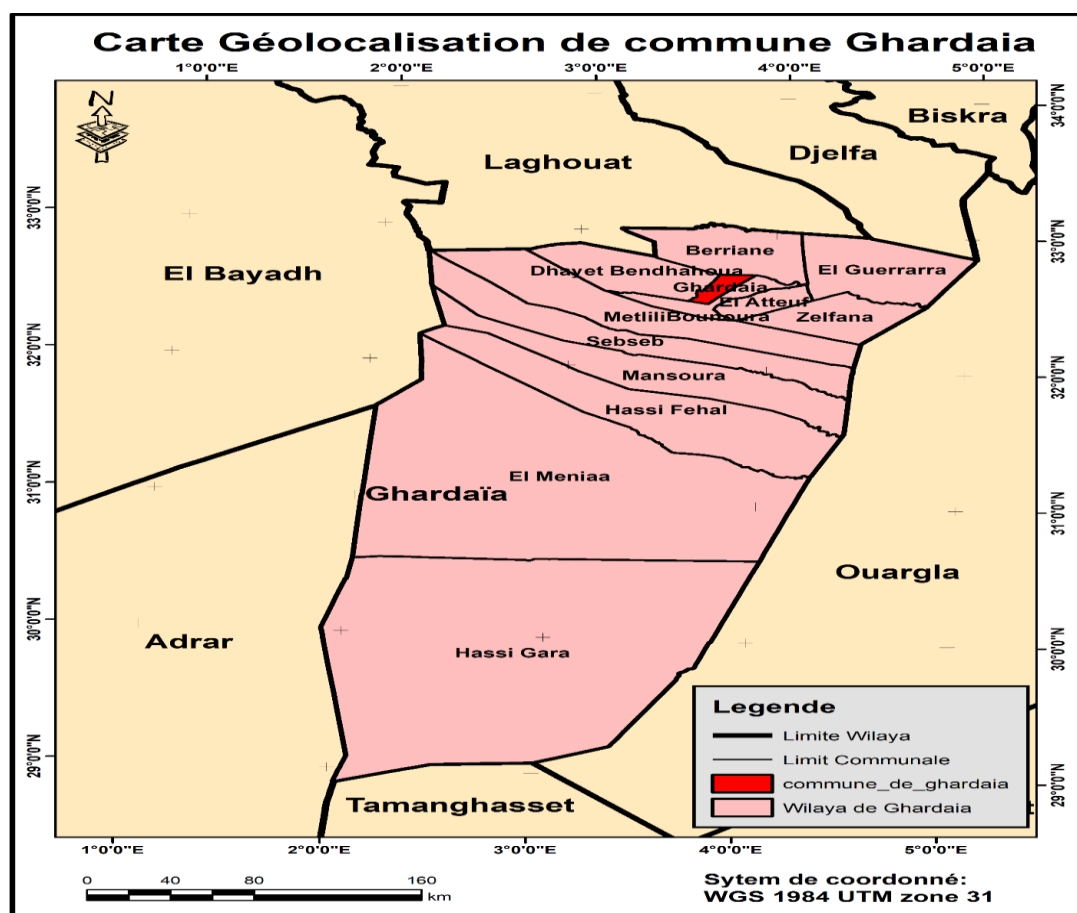 Carte Géolocalisation de commune Ghardaia
1°0'0"E 2°0'0"E 3°0'0"E 4°0'0"E 5°0'0"E
N
34°0'0"N
Biskra
Djelfa
Laghouat
33°0'0"N
33°0'0"N
Berriane
El Bayadh
Dhayet Bendhahoua
El Guerrarra
Ghardaia
El Atteuf
Metlili
Bounoura
Zelfana
Sebseb
32°0'0"N
32°0'0"N
Mansoura
Hassi Fehal
El Meniaa
31°0'0"N
Ghardaïa
31°0'0"N
Ouargla
30°0'0"N
Adrar
30°0'0"N
Hassi Gara
Legende
Limite Wilaya
Limit Communale
commune_de_ghardaia
Wilaya de Ghardaia
29°0'0"N
29°0'0"N
Tamanghasset
1°0'0"E 2°0'0"E 3°0'0"E 4°0'0"E 5°0'0"E
0 40 80 160
km
Sytem de coordonné:
WGS 1984 UTM zone 31